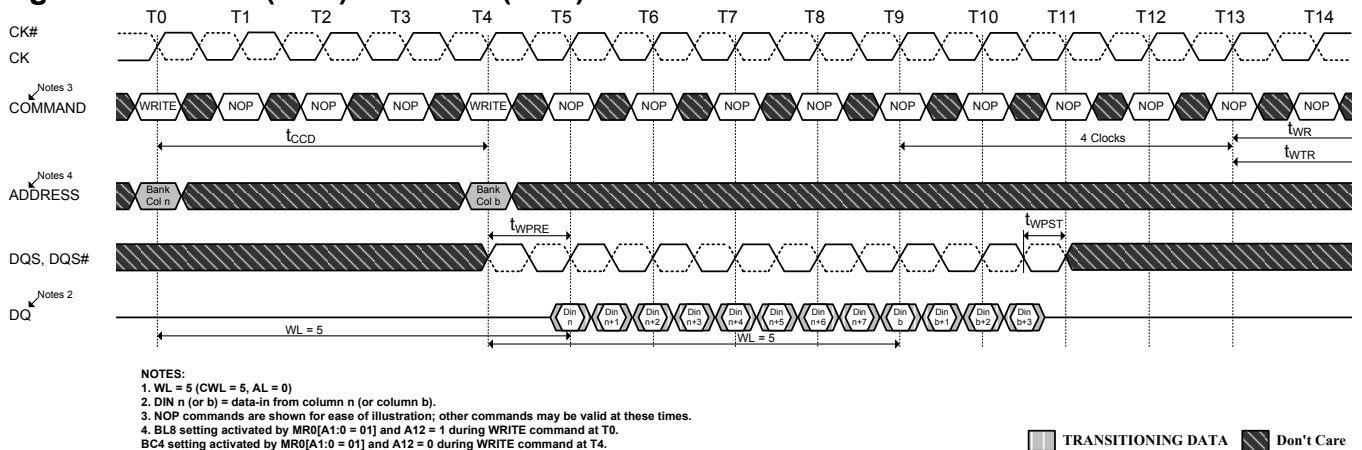 T0 T1 T2 T3 T4 T5 T6 T7 T8 T9 T10 T11 T12 T13 T14
CK#
CK
Notes 3
COMMAND
WRITE NOP NOP NOP WRITE NOP NOP NOP NOP NOP NOP NOP NOP NOP NOP
tCCD
4 Clocks
tWR
tWTR
Notes 4
ADDRESS
Bank Col n
Bank Col b
tWPRE
tWPST
DQS, DQS#
Notes 2
DQ
Din n Din n+1 Din n+2 Din n+3 Din n+4 Din n+5 Din n+6 Din n+7 Din b Din b+1 Din b+2 Din b+3
WL = 5
WL = 5
NOTES:
1. WL = 5 (CWL = 5, AL = 0)
2. DIN n (or b) = data-in from column n (or column b).
3. NOP commands are shown for ease of illustration; other commands may be valid at these times.
4. BL8 setting activated by MR0[A1:0 = 01] and A12 = 1 during WRITE command at T0.
BC4 setting activated by MR0[A1:0 = 01] and A12 = 0 during WRITE command at T4.
TRANSITIONING DATA
Don't Care